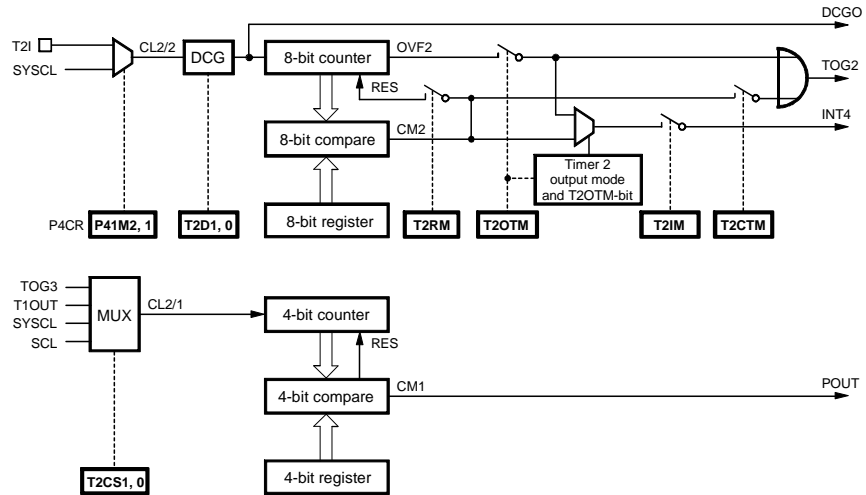 DCGO
T2I
SYSCL
CL2/2
DCG
8-bit counter
OVF2
TOG2
RES
INT4
8-bit compare
CM2
Timer 2
output mode
and T2OTM-bit
P4CR
P41M2, 1
T2D1, 0
8-bit register
T2RM
T2OTM
T2IM
T2CTM
TOG3
T1OUT
SYSCL
SCL
MUX
CL2/1
4-bit counter
RES
4-bit compare
CM1
POUT
T2CS1, 0
4-bit register